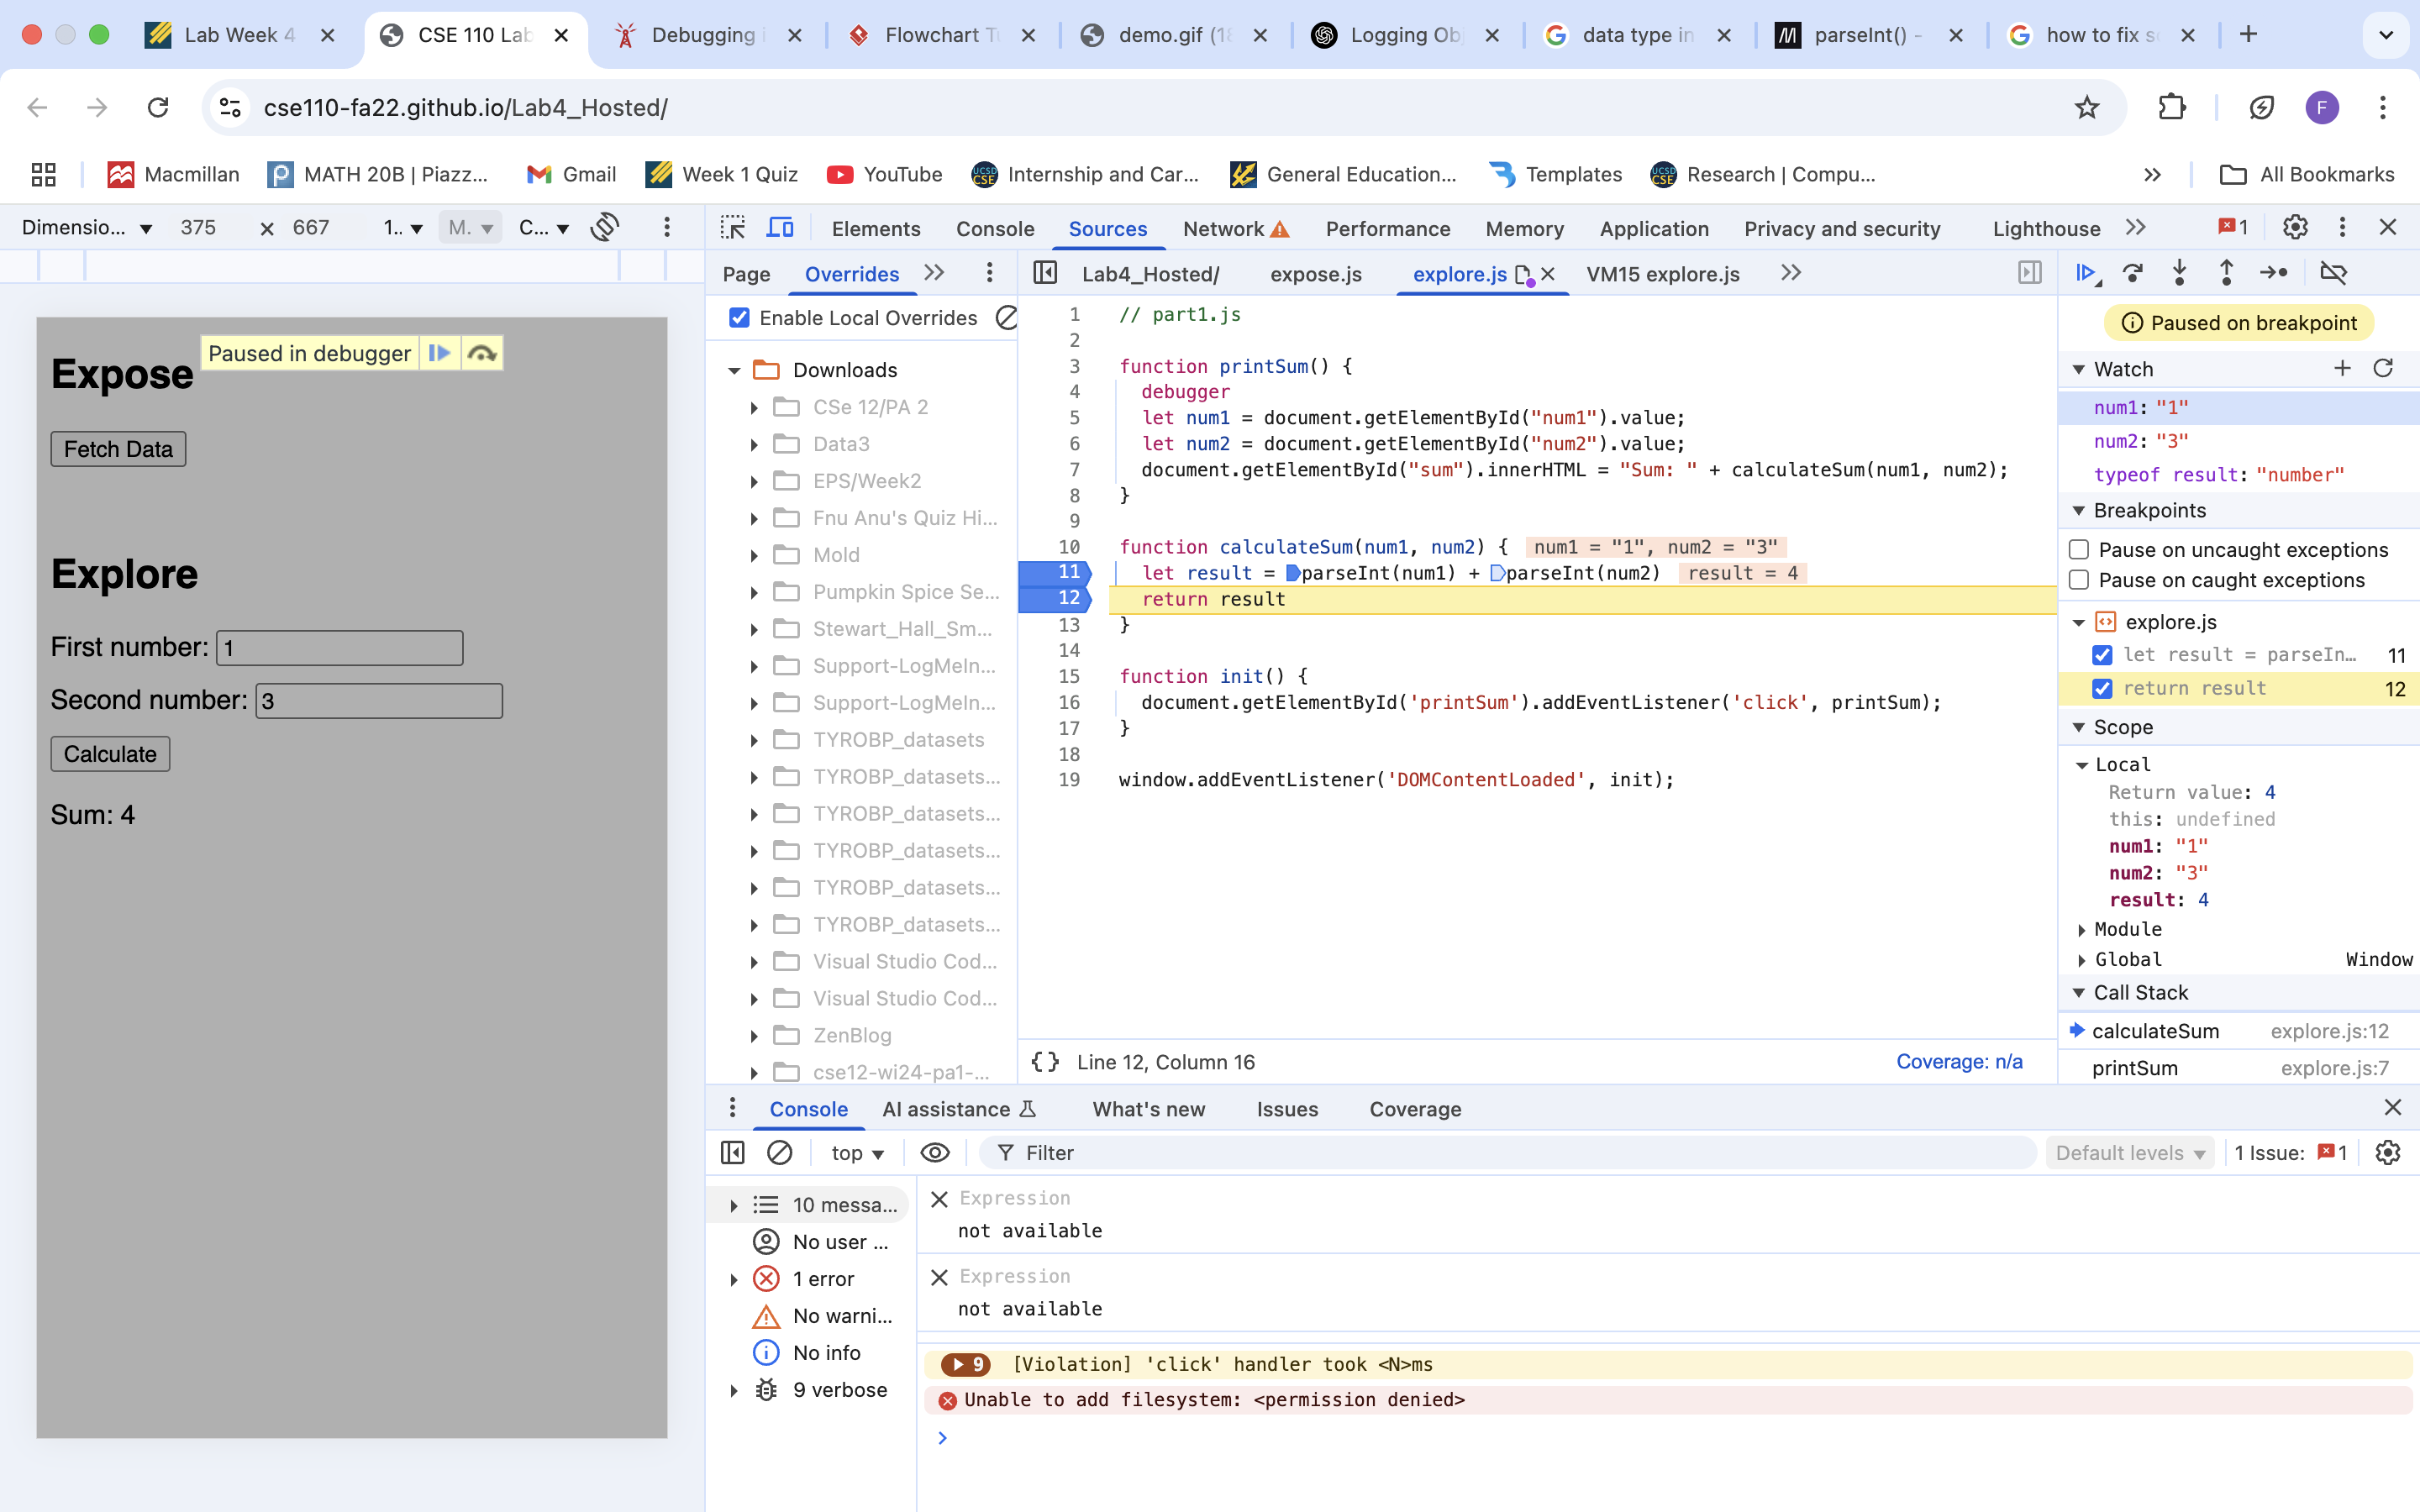 Lab Week 4
CSE 110 Lab
Debugging i
Flowchart Tu
demo.gif (18
Logging Obj
data type in
parseInt() -
how to fix s
cse110-fa22.github.io/Lab4_Hosted/
F
Macmillan
MATH 20B | Piazz...
Gmail
Week 1 Quiz
YouTube
Internship and Car...
General Education...
Templates
Research | Compu...
All Bookmarks
Dimensio... 375 × 667 1.. M. C...
Elements Console Sources Network Performance Memory Application Privacy and security Lighthouse 1
Page Overrides
Lab4_Hosted/ expose.js explore.js VM15 explore.js
Paused in debugger
Expose
Fetch Data
Explore
First number: 1
Second number: 3
Calculate
Sum: 4
Enable Local Overrides
Downloads
CSe 12/PA 2
Data3
EPS/Week2
Fnu Anu's Quiz Hi...
Mold
Pumpkin Spice Se...
Stewart_Hall_Sm...
Support-LogMeIn...
Support-LogMeIn...
TYROBP_datasets
TYROBP_datasets...
TYROBP_datasets...
TYROBP_datasets...
TYROBP_datasets...
TYROBP_datasets...
Visual Studio Cod...
Visual Studio Cod...
ZenBlog
cse12-wi24-pa1-...
1 // part1.js
2
3 function printSum() {
4 debugger
5 let num1 = document.getElementById("num1").value;
6 let num2 = document.getElementById("num2").value;
7 document.getElementById("sum").innerHTML = "Sum: " + calculateSum(num1, num2);
8 }
9
10 function calculateSum(num1, num2) { num1 = "1", num2 = "3"
11 let result = parseInt(num1) + parseInt(num2) result = 4
12 return result
13 }
14
15 function init() {
16 document.getElementById('printSum').addEventListener('click', printSum);
17 }
18
19 window.addEventListener('DOMContentLoaded', init);
{} Line 12, Column 16
Coverage: n/a
Paused on breakpoint
Watch
num1: "1"
num2: "3"
typeof result: "number"
Breakpoints
Pause on uncaught exceptions
Pause on caught exceptions
explore.js
let result = parseIn... 11
return result 12
Scope
Local
Return value: 4
this: undefined
num1: "1"
num2: "3"
result: 4
Module
Global Window
Call Stack
calculateSum explore.js:12
printSum explore.js:7
Console AI assistance What's new Issues Coverage
top
Filter
Default levels
1 Issue: 1
10 messa...
No user ...
1 error
No warni...
No info
9 verbose
Expression
not available
Expression
not available
9 [Violation] 'click' handler took <N>ms
Unable to add filesystem: <permission denied>